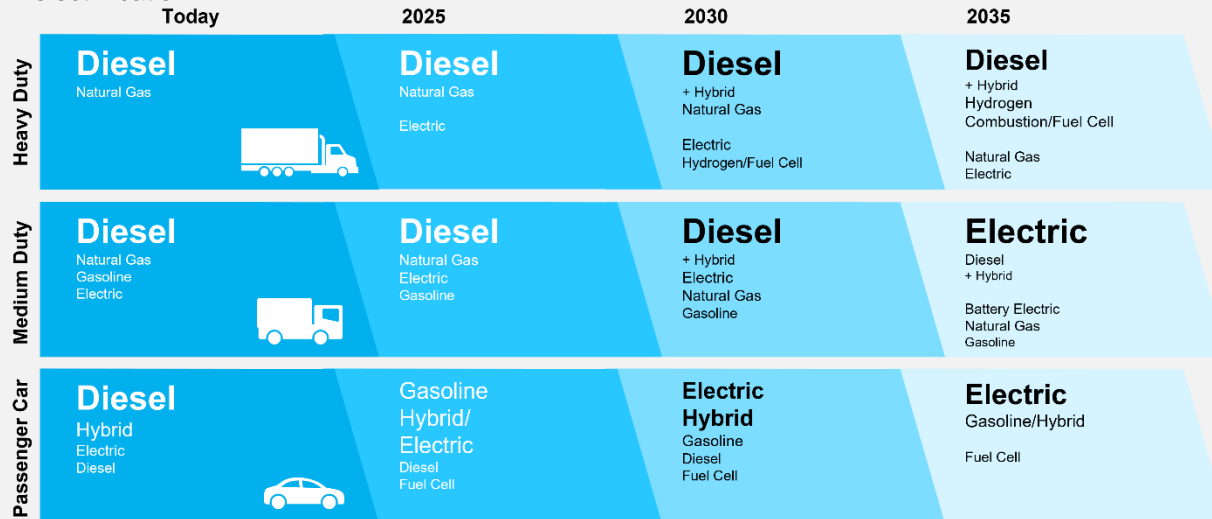 Today
2025
2030
2035
Heavy Duty
Diesel
Natural Gas
Diesel
Natural Gas
Electric
Diesel
+ Hybrid
Natural Gas
Electric
Hydrogen/Fuel Cell
Diesel
+ Hybrid
Hydrogen
Combustion/Fuel Cell
Natural Gas
Electric
Medium Duty
Diesel
Natural Gas
Gasoline
Electric
Diesel
Natural Gas
Electric
Gasoline
Diesel
+ Hybrid
Electric
Natural Gas
Gasoline
Electric
Diesel
+ Hybrid
Battery Electric
Natural Gas
Gasoline
Passenger Car
Diesel
Hybrid
Electric
Diesel
Gasoline
Hybrid/
Electric
Diesel
Fuel Cell
Electric
Hybrid
Gasoline
Diesel
Fuel Cell
Electric
Gasoline/Hybrid
Fuel Cell